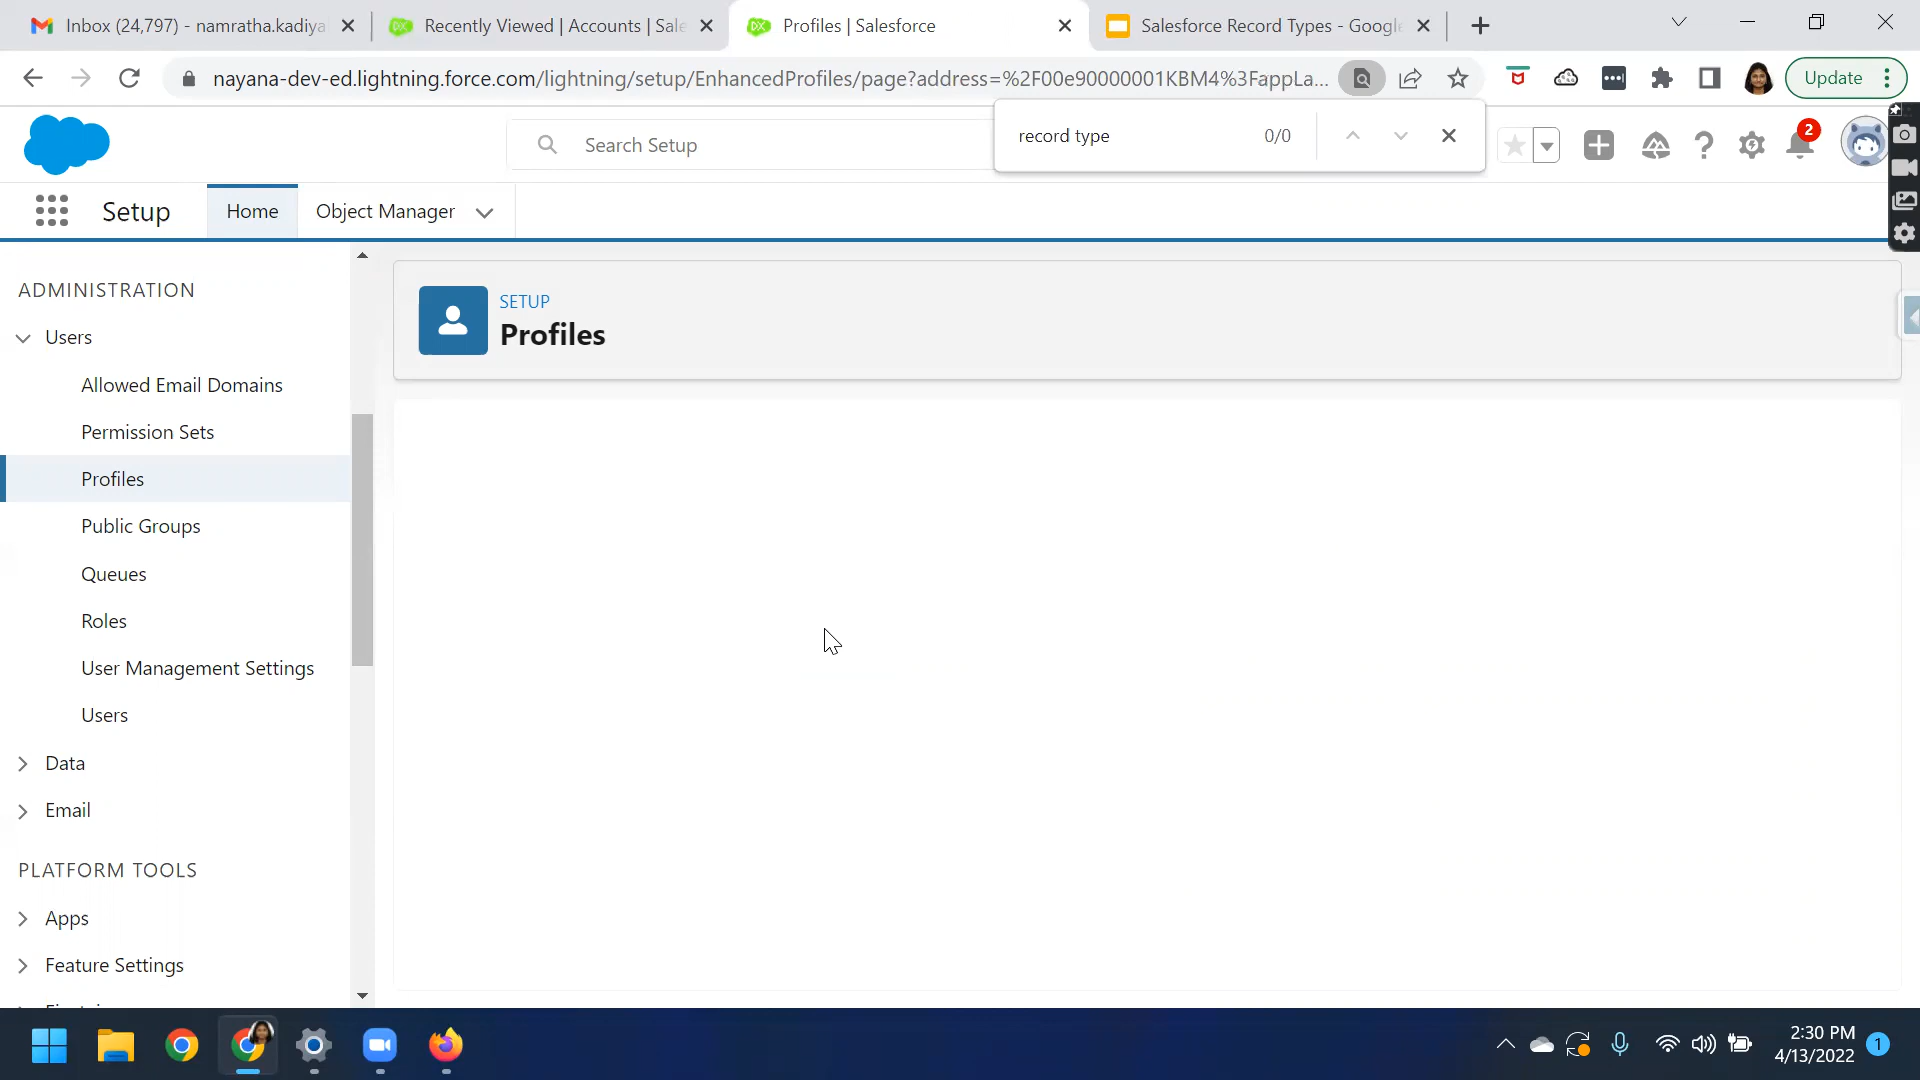 Inbox (24,797) - namratha.kadiya
Recently Viewed | Accounts | Sale
Profiles | Salesforce
Salesforce Record Types - Google
nayana-dev-ed.lightning.force.com/lightning/setup/EnhancedProfiles/page?address=%2F00e90000001KBM4%3FappLa...
Update
record type
0/0
Search Setup
2
Setup
Home
Object Manager
ADMINISTRATION
Users
Allowed Email Domains
Permission Sets
Profiles
Public Groups
Queues
Roles
User Management Settings
Users
Data
Email
PLATFORM TOOLS
Apps
Feature Settings
SETUP
Profiles
2:30 PM
4/13/2022
1